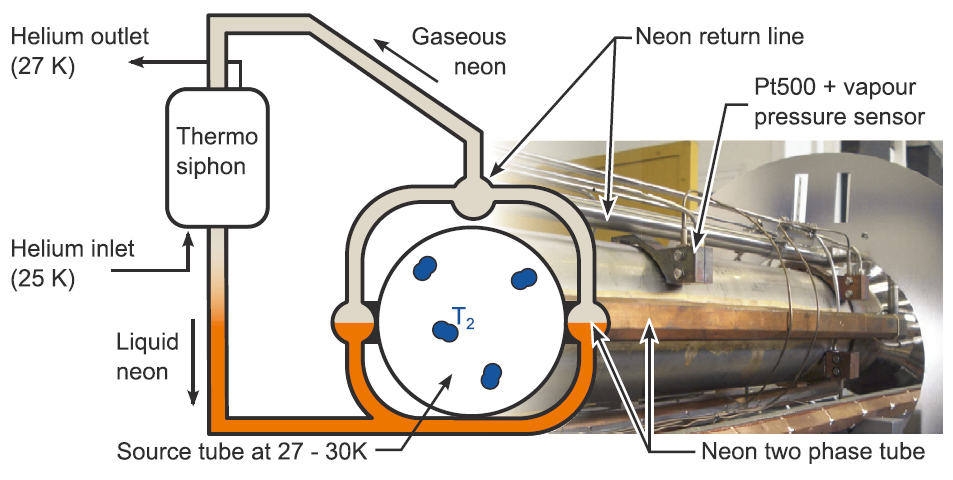 Helium outlet
(27 K)
Gaseous
neon
Neon return line
Pt500 + vapour
pressure sensor
Thermo
siphon
Helium inlet
(25 K)
T2
Liquid
neon
Source tube at 27 - 30K
Neon two phase tube